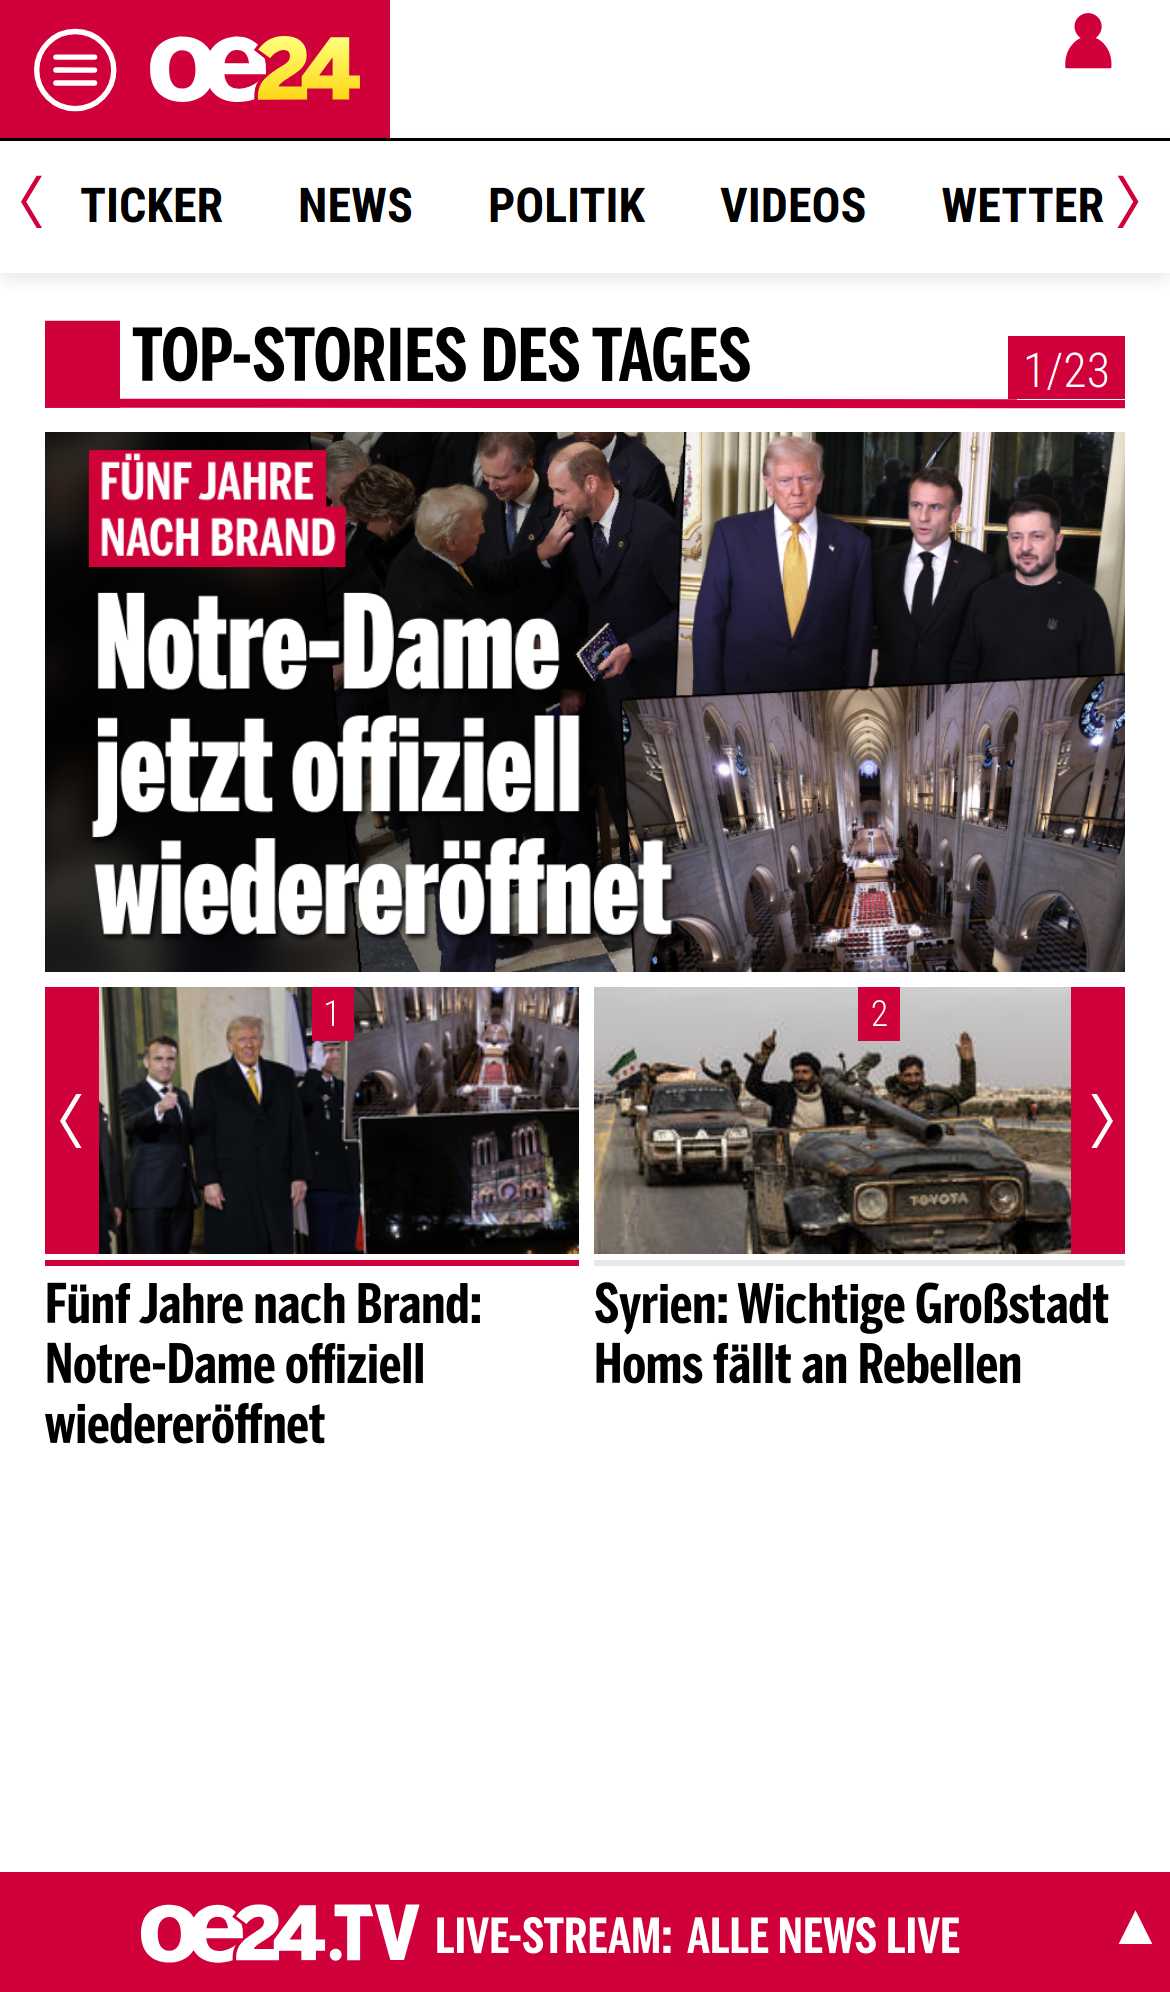 oe24
TICKER NEWS POLITIK VIDEOS WETTER
TOP-STORIES DES TAGES
1/23
FÜNF JAHRE
NACH BRAND
Notre-Dame
jetzt offiziell
wiedereröffnet
1
2
TOYOTA
Fünf Jahre nach Brand:
Notre-Dame offiziell
wiedereröffnet
Syrien: Wichtige Großstadt
Homs fällt an Rebellen
oe24.TV LIVE-STREAM: ALLE NEWS LIVE